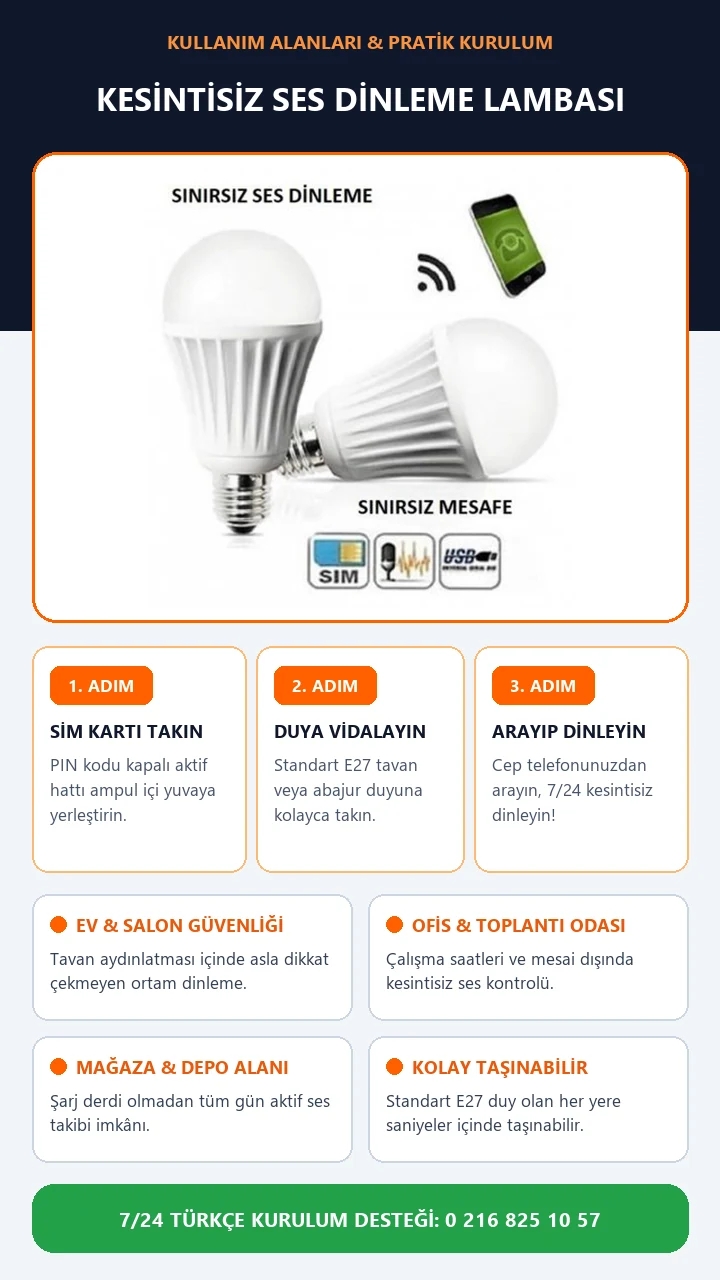 KULLANIM ALANLARI & PRATİK KURULUM
KESİNTİSİZ SES DİNLEME LAMBASI
SINIRSIZ SES DİNLEME
SINIRSIZ MESAFE
SIM
USB
1. ADIM
SİM KARTI TAKIN
PIN kodu kapalı aktif
hattı ampul içi yuvaya
yerleştirin.
2. ADIM
DUYA VİDALAYIN
Standart E27 tavan
veya abajur duyuna
kolayca takın.
3. ADIM
ARAYIP DİNLEYİN
Cep telefonunuzdan
arayın, 7/24 kesintisiz
dinleyin!
EV & SALON GÜVENLİĞİ
Tavan aydınlatması içinde asla dikkat
çekmeyen ortam dinleme.
OFİS & TOPLANTI ODASI
Çalışma saatleri ve mesai dışında
kesintisiz ses kontrolü.
MAĞAZA & DEPO ALANI
Şarj derdi olmadan tüm gün aktif ses
takibi imkânı.
KOLAY TAŞINABİLİR
Standart E27 duy olan her yere
saniyeler içinde taşınabilir.
7/24 TÜRKÇE KURULUM DESTEĞİ: 0 216 825 10 57